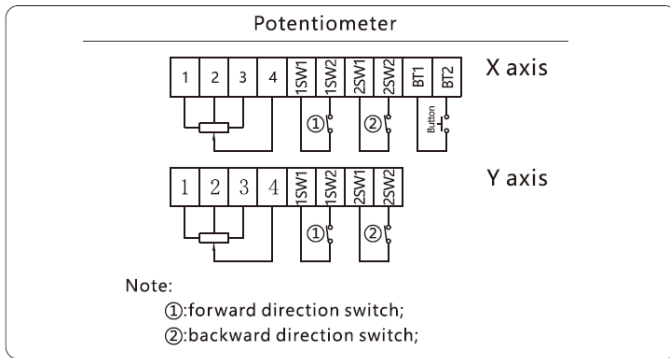 Potentiometer
1 2 3 4 1SW1 1SW2 2SW1 2SW2 BT1 BT2 X axis
① ② Button
1 2 3 4 1SW1 1SW2 2SW1 2SW2 Y axis
① ②
Note:
①:forward direction switch;
②:backward direction switch;